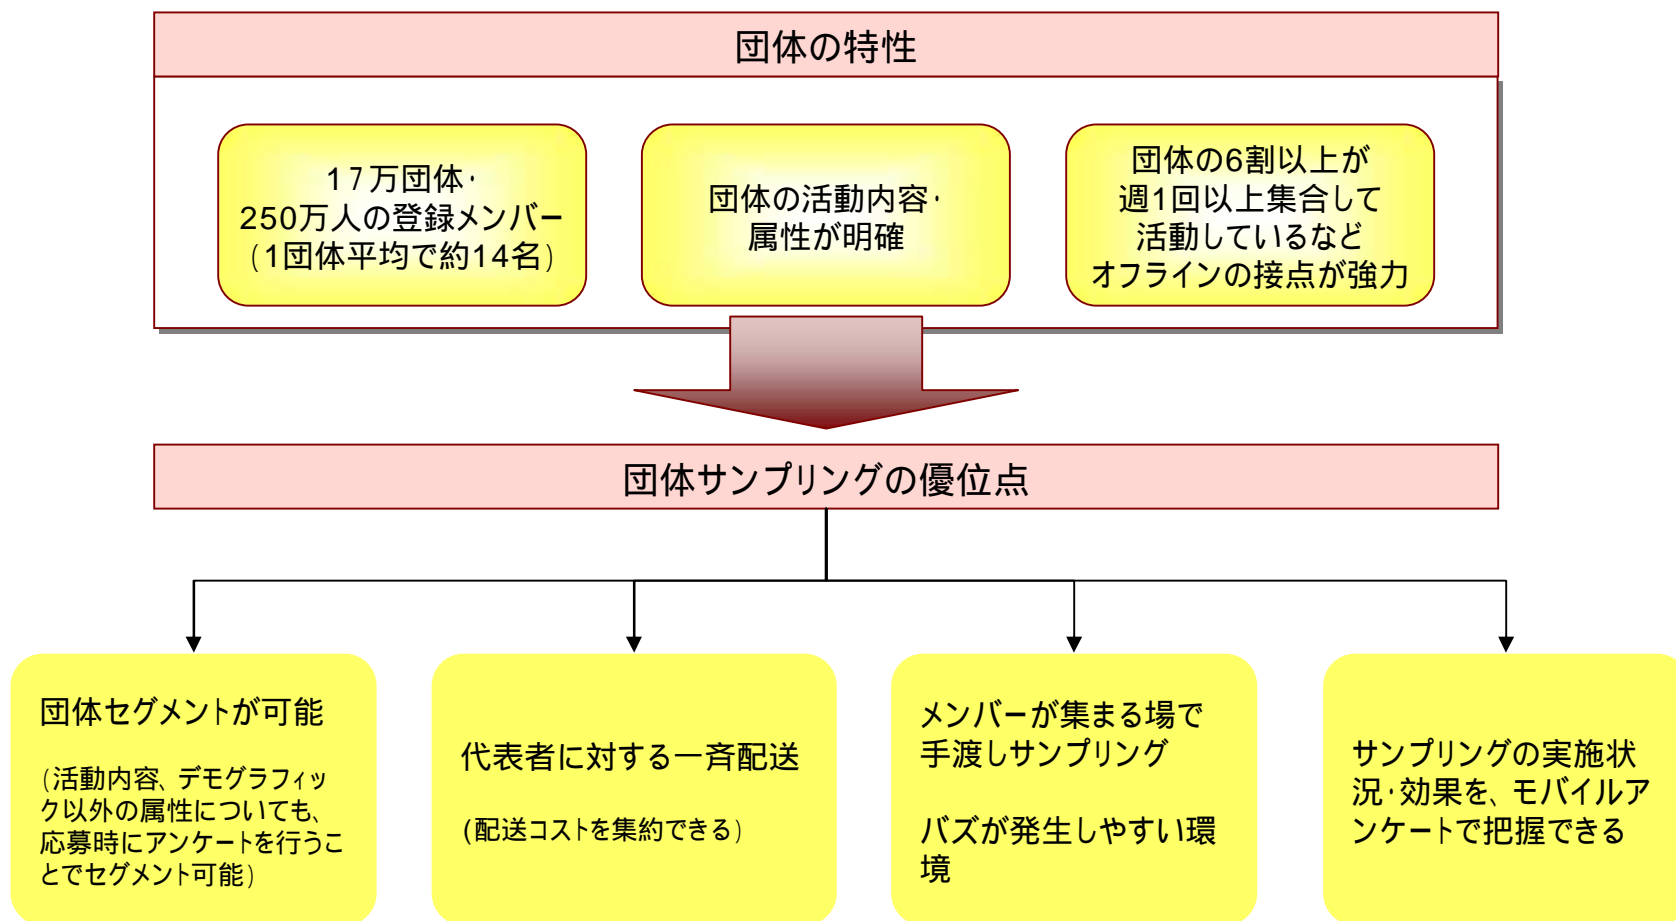 団体の特性
17万団体・
250万人の登録メンバー
(1団体平均で約14名)
団体の活動内容・
属性が明確
団体の6割以上が
週1回以上集合して
活動しているなど
オフラインの接点が強力
団体サンプリングの優位点
団体セグメントが可能
(活動内容、デモグラフィッ
ク以外の属性についても、
応募時にアンケートを行うこ
とでセグメント可能)
代表者に対する一斉配送
(配送コストを集約できる)
メンバーが集まる場で
手渡しサンプリング
バズが発生しやすい環
境
サンプリングの実施状
況・効果を、モバイルア
ンケートで把握できる